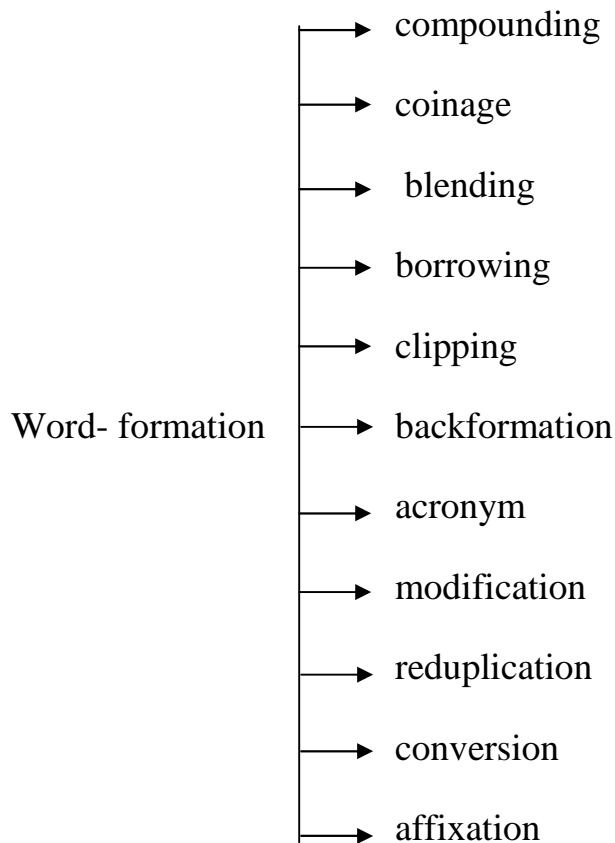 compounding
coinage
blending
borrowing
clipping
Word- formation
backformation
acronym
modification
reduplication
conversion
affixation